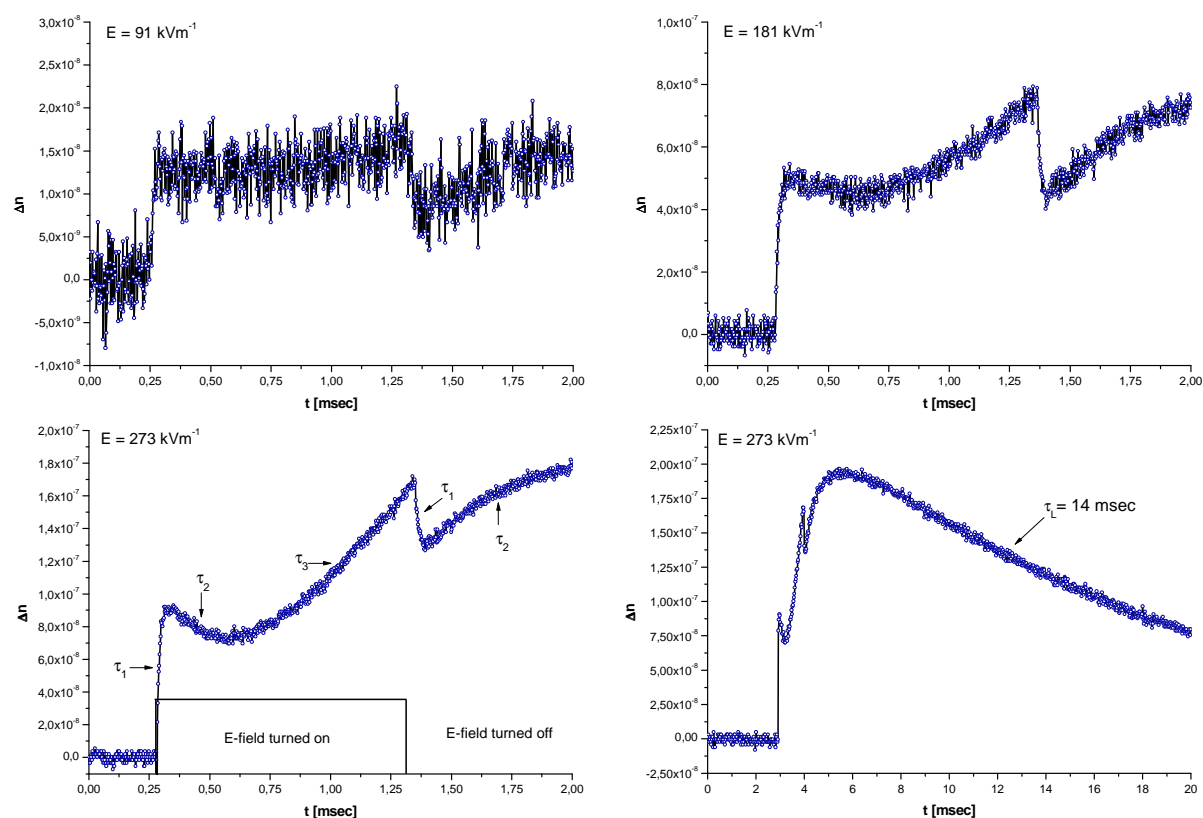 E = 91 kVm-1
3,0x10-8
2,5x10-8
2,0x10-8
1,5x10-8
1,0x10-8
5,0x10-9
0,0
-5,0x10-9
-1,0x10-8
Δn
0,00 0,25 0,50 0,75 1,00 1,25 1,50 1,75 2,00
t [msec]
E = 181 kVm-1
1,0x10-7
8,0x10-8
6,0x10-8
4,0x10-8
2,0x10-8
0,0
Δn
0,00 0,25 0,50 0,75 1,00 1,25 1,50 1,75 2,00
t [msec]
E = 273 kVm-1
2,0x10-7
1,8x10-7
1,6x10-7
1,4x10-7
1,2x10-7
1,0x10-7
8,0x10-8
6,0x10-8
4,0x10-8
2,0x10-8
0,0
Δn
τ1
τ2
τ3
τ1
τ2
E-field turned on
E-field turned off
0,00 0,25 0,50 0,75 1,00 1,25 1,50 1,75 2,00
t [msec]
E = 273 kVm-1
2,25x10-7
2,00x10-7
1,75x10-7
1,50x10-7
1,25x10-7
1,00x10-7
7,50x10-8
5,00x10-8
2,50x10-8
0,00
-2,50x10-8
Δn
τL = 14 msec
0 2 4 6 8 10 12 14 16 18 20
t [msec]